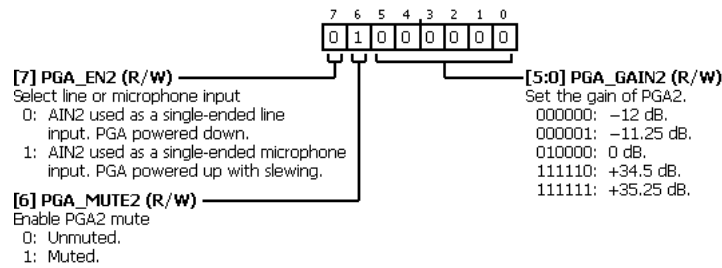 7 6 5 4 3 2 1 0
0 1 0 0 0 0 0 0
[7] PGA_EN2 (R/W)
Select line or microphone input
0: AIN2 used as a single-ended line
input. PGA powered down.
1: AIN2 used as a single-ended microphone
input. PGA powered up with slewing.
[6] PGA_MUTE2 (R/W)
Enable PGA2 mute
0: Unmuted.
1: Muted.
[5:0] PGA_GAIN2 (R/W)
Set the gain of PGA2.
000000: −12 dB.
000001: −11.25 dB.
010000: 0 dB.
111110: +34.5 dB.
111111: +35.25 dB.